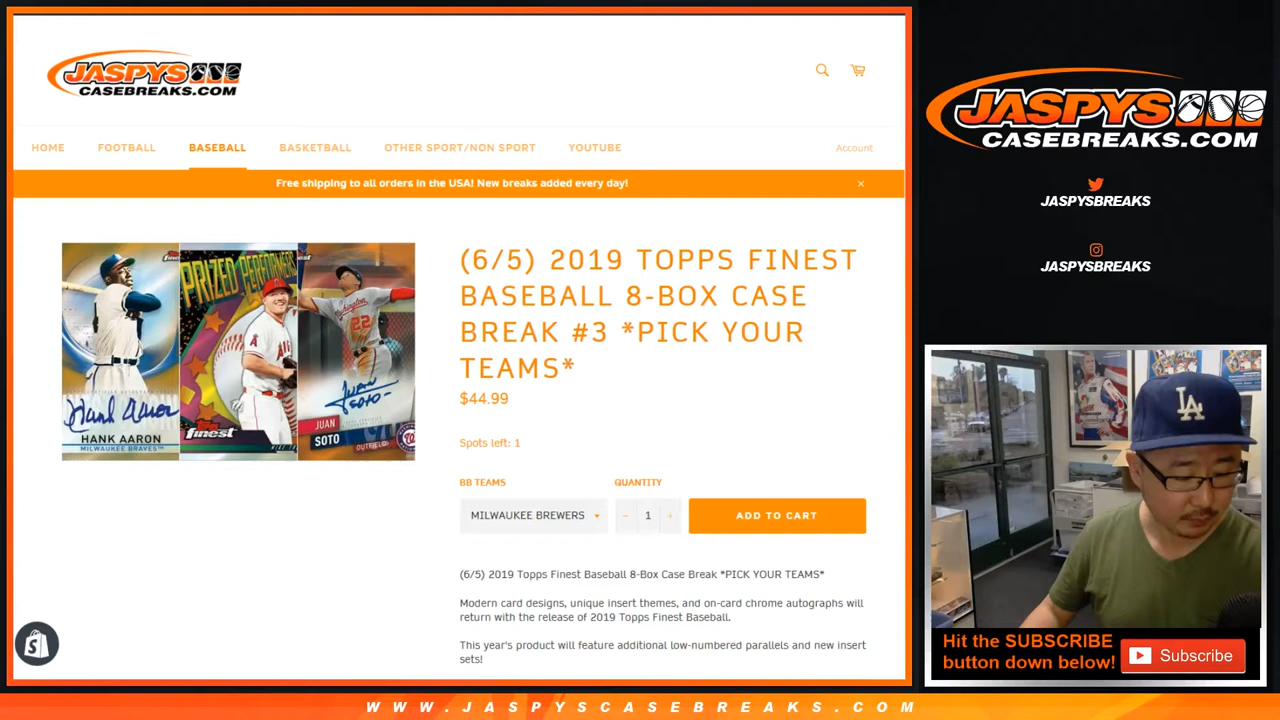 JASPYS
CASEBREAKS.COM
HOME
FOOTBALL
BASEBALL
BASKETBALL
OTHER SPORT/NON SPORT
YOUTUBE
Account
Free shipping to all orders in the USA! New breaks added every day!
×
PRIZED PERFORMERS
finest
Hank Aaron
HANK AARON
MILWAUKEE BRAVES™
Washington
22
JUAN
SOTO
OUTFIELDER
(6/5) 2019 TOPPS FINEST
BASEBALL 8-BOX CASE
BREAK #3 *PICK YOUR
TEAMS*
$44.99
Spots left: 1
BB TEAMS
QUANTITY
MILWAUKEE BREWERS
−
1
+
ADD TO CART
(6/5) 2019 Topps Finest Baseball 8-Box Case Break *PICK YOUR TEAMS*
Modern card designs, unique insert themes, and on-card chrome autographs will
return with the release of 2019 Topps Finest Baseball.
This year's product will feature additional low-numbered parallels and new insert
sets!
JASPYS
CASEBREAKS.COM
JASPYSBREAKS
JASPYSBREAKS
LA
Hit the SUBSCRIBE
button down below!
Subscribe
WWW.JASPYSCASEBREAKS.COM